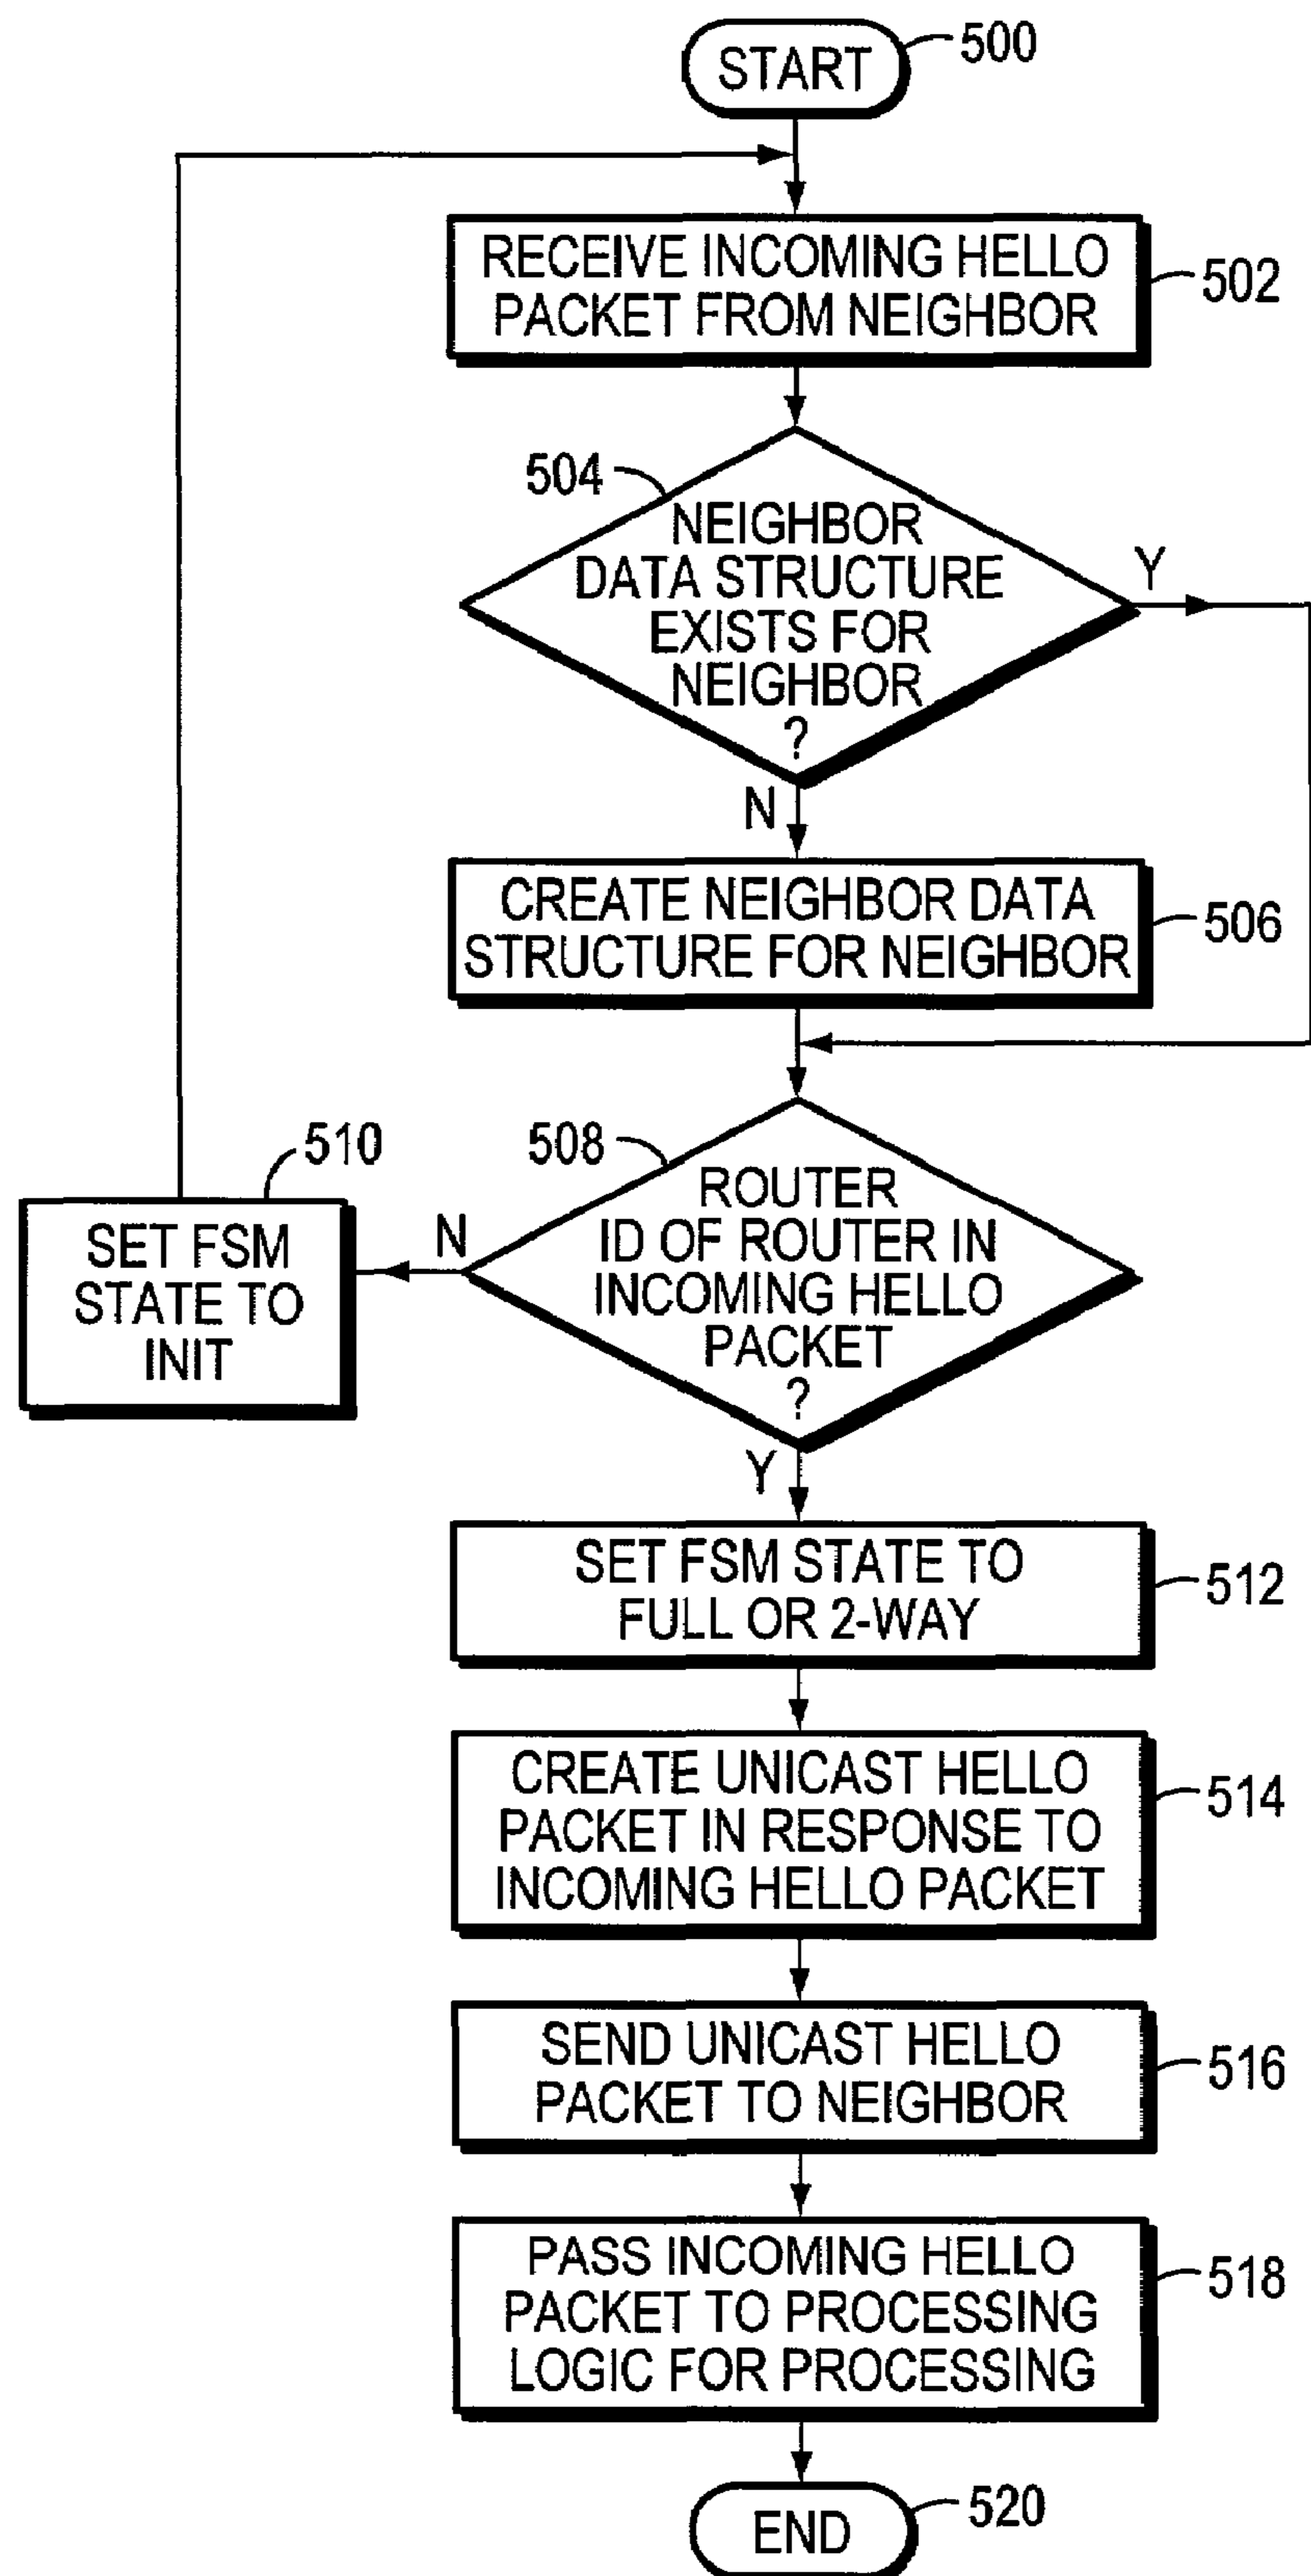 START
500
RECEIVE INCOMING HELLO
PACKET FROM NEIGHBOR
502
504
NEIGHBOR
DATA STRUCTURE
EXISTS FOR
NEIGHBOR
?
Y
N
CREATE NEIGHBOR DATA
STRUCTURE FOR NEIGHBOR
506
508
ROUTER
ID OF ROUTER IN
INCOMING HELLO
PACKET
?
N
510
SET FSM
STATE TO
INIT
Y
SET FSM STATE TO
FULL OR 2-WAY
512
CREATE UNICAST HELLO
PACKET IN RESPONSE TO
INCOMING HELLO PACKET
514
SEND UNICAST HELLO
PACKET TO NEIGHBOR
516
PASS INCOMING HELLO
PACKET TO PROCESSING
LOGIC FOR PROCESSING
518
END
520